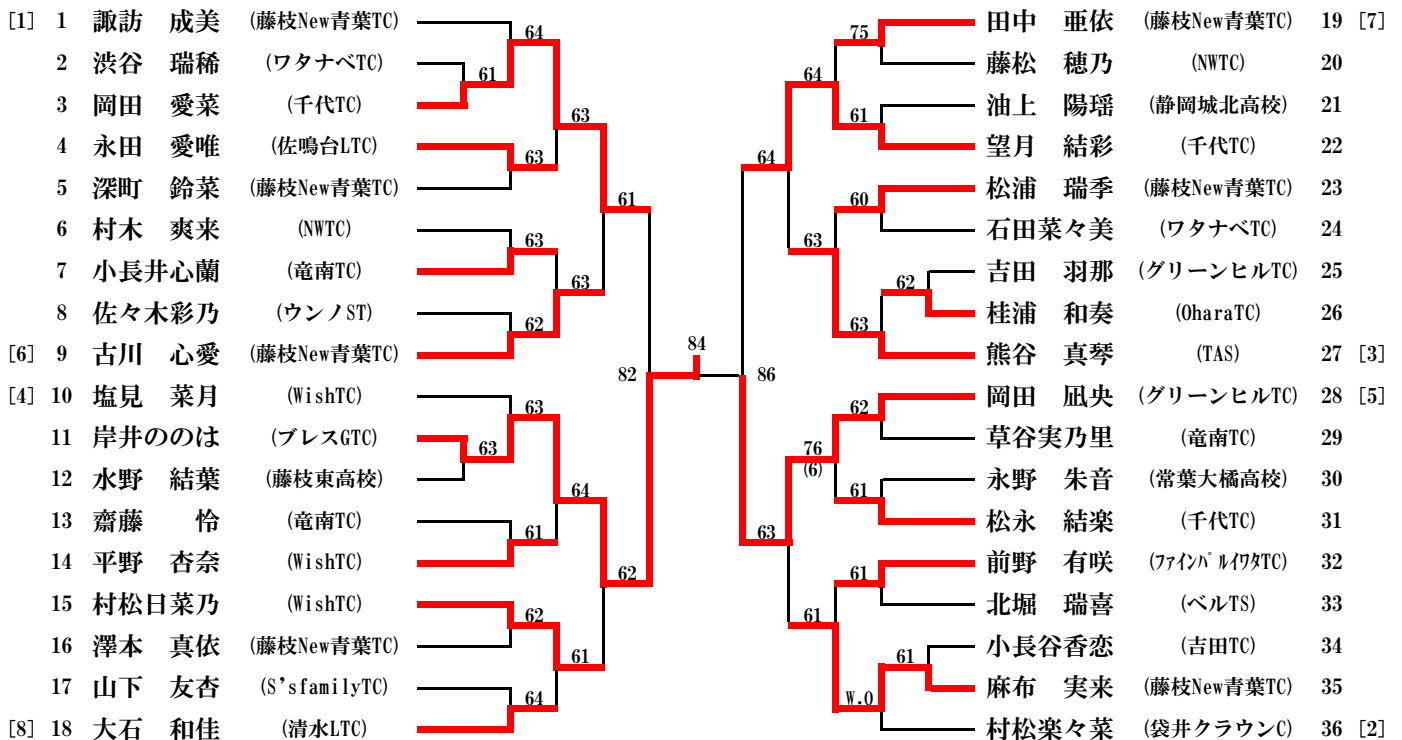 [1] 1 諏訪 成美 (藤枝New青葉TC)
2 渋谷 瑞稀 (ワタナベTC)
3 岡田 愛菜 (千代TC)
4 永田 愛唯 (佐鳴台LTC)
5 深町 鈴菜 (藤枝New青葉TC)
6 村木 爽来 (NWTC)
7 小長井心蘭 (竜南TC)
8 佐々木彩乃 (ウンノST)
[6] 9 古川 心愛 (藤枝New青葉TC)
[4] 10 塩見 菜月 (WishTC)
11 岸井ののは (ブレスGTC)
12 水野 結葉 (藤枝東高校)
13 齋藤 怜 (竜南TC)
14 平野 杏奈 (WishTC)
15 村松日菜乃 (WishTC)
16 澤本 真依 (藤枝New青葉TC)
17 山下 友杏 (S'sfamilyTC)
[8] 18 大石 和佳 (清水LTC)
64
61
63
63
61
63
63
62
82
63
63
64
61
62
62
61
64
84
75
64
61
64
60
63
62
63
86
62
76
(6)
61
63
61
61
61
W.O
田中 亜依 (藤枝New青葉TC) 19 [7]
藤松 穂乃 (NWTC) 20
油上 陽瑶 (静岡城北高校) 21
望月 結彩 (千代TC) 22
松浦 瑞季 (藤枝New青葉TC) 23
石田菜々美 (ワタナベTC) 24
吉田 羽那 (グリーンヒルTC) 25
桂浦 和奏 (OharaTC) 26
熊谷 真琴 (TAS) 27 [3]
岡田 凪央 (グリーンヒルTC) 28 [5]
草谷実乃里 (竜南TC) 29
永野 朱音 (常葉大橘高校) 30
松永 結楽 (千代TC) 31
前野 有咲 (ファインパルイワタTC) 32
北堀 瑞喜 (ベルTS) 33
小長谷香恋 (吉田TC) 34
麻布 実来 (藤枝New青葉TC) 35
村松楽々菜 (袋井クラウンC) 36 [2]